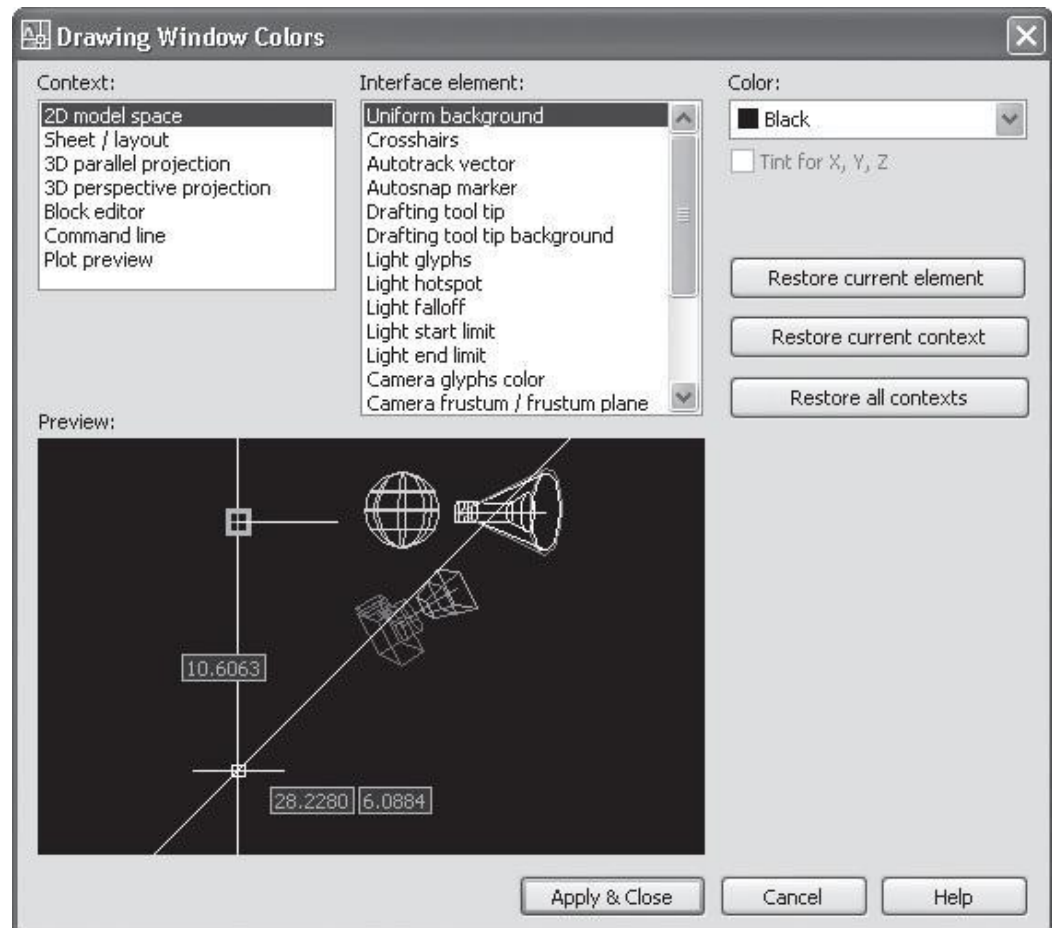 Drawing Window Colors
Context:
2D model space
Sheet / layout
3D parallel projection
3D perspective projection
Block editor
Command line
Plot preview
Interface element:
Uniform background
Crosshairs
Autotrack vector
Autosnap marker
Drafting tool tip
Drafting tool tip background
Light glyphs
Light hotspot
Light falloff
Light start limit
Light end limit
Camera glyphs color
Camera frustum / frustum plane
Color:
Black
Tint for X, Y, Z
Restore current element
Restore current context
Restore all contexts
Preview:
10.6063
28.2280 6.0884
Apply & Close
Cancel
Help